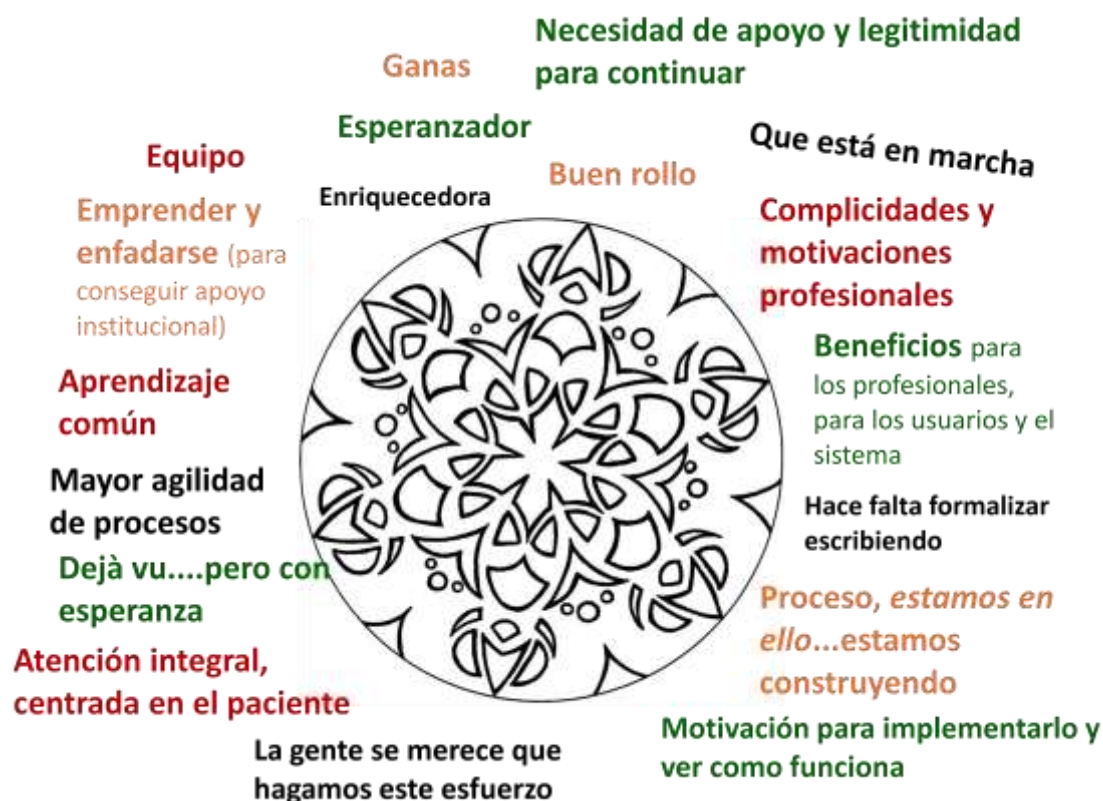 Necesidad de apoyo y legitimidad
para continuar
Ganas
Esperanzador
Que está en marcha
Equipo
Buen rollo
Enriquecedora
Emprender y
enfadarse (para
conseguir apoyo
institucional)
Complicidades y
motivaciones
profesionales
Beneficios para
los profesionales,
para los usuarios y el
sistema
Aprendizaje
común
Mayor agilidad
de procesos
Hace falta formalizar
escribiendo
Dejà vu....pero con
esperanza
Proceso, estamos en
ello...estamos
construyendo
Atención integral,
centrada en el paciente
Motivación para implementarlo y
ver como funciona
La gente se merece que
hagamos este esfuerzo